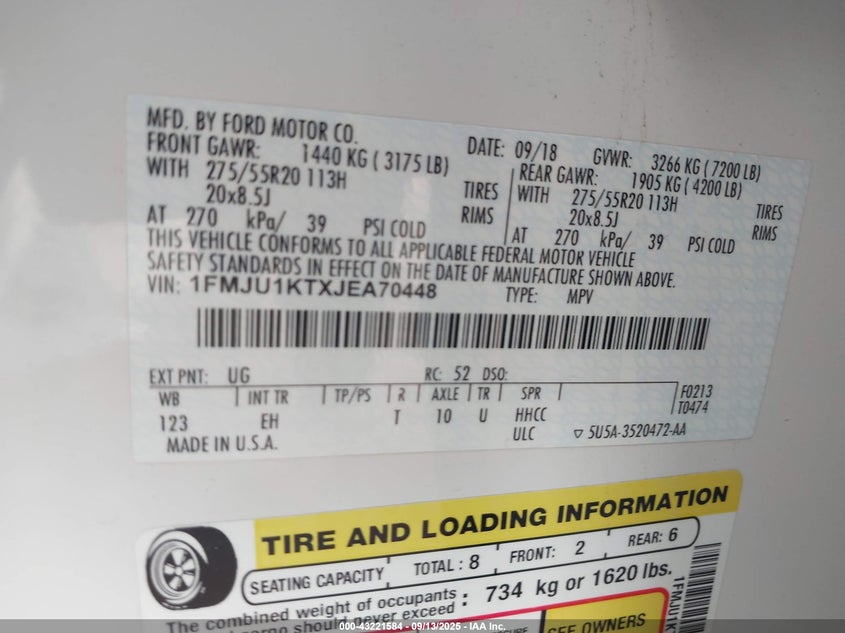 MFD. BY FORD MOTOR CO.
DATE: 09/18 GVWR: 3266 KG ( 7200 LB)
FRONT GAWR: 1440 KG ( 3175 LB)
WITH 275/55R20 113H TIRES
20x8.5J RIMS
AT 270 kPa/ 39 PSI COLD
REAR GAWR: 1905 KG ( 4200 LB)
WITH 275/55R20 113H TIRES
20x8.5J RIMS
AT 270 kPa/ 39 PSI COLD
THIS VEHICLE CONFORMS TO ALL APPLICABLE FEDERAL MOTOR VEHICLE
SAFETY STANDARDS IN EFFECT ON THE DATE OF MANUFACTURE SHOWN ABOVE.
VIN: 1FMJU1KTXJEA70448 TYPE: MPV
EXT PNT: UG RC: 52 DSO:
WB INT TR TP/PS R AXLE TR SPR F0213
123 EH T 10 U HHCC T0474
ULC ▽ 5U5A-3520472-AA
MADE IN U.S.A.
TIRE AND LOADING INFORMATION
SEATING CAPACITY TOTAL : 8 FRONT: 2 REAR: 6
The combined weight of occupants : 734 kg or 1620 lbs.
should never exceed
SEE OWNERS
1FMJU1K
000-43221584 - 09/13/2025 - IAA Inc.